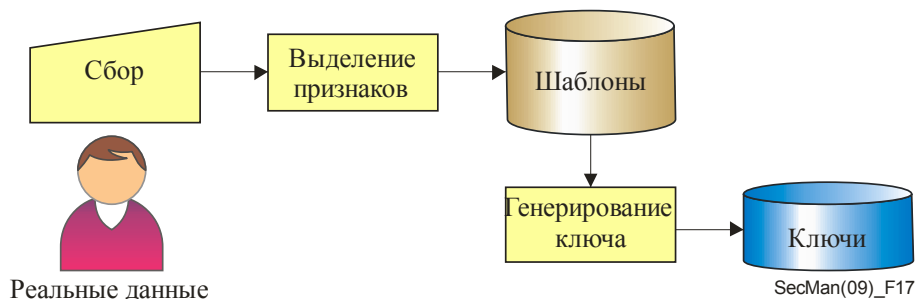 Сбор
Выделение
признаков
Шаблоны
Генерирование
ключа
Ключи
Реальные данные
SecMan(09)_F17